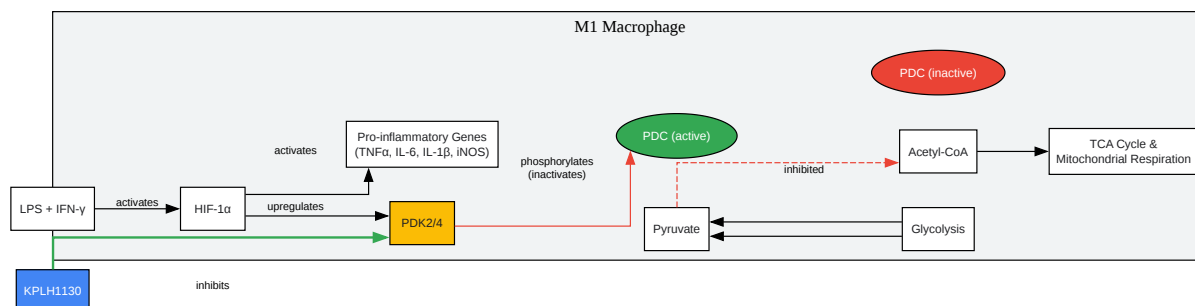 M1 Macrophage
PDC (inactive)
PDC (active)
Pro-inflammatory Genes
(TNFα, IL-6, IL-1β, iNOS)
activates
phosphorylates
(inactivates)
inhibited
Acetyl-CoA
TCA Cycle &
Mitochondrial Respiration
LPS + IFN-γ
activates
HIF-1α
upregulates
PDK2/4
Pyruvate
Glycolysis
KPLH1130
inhibits